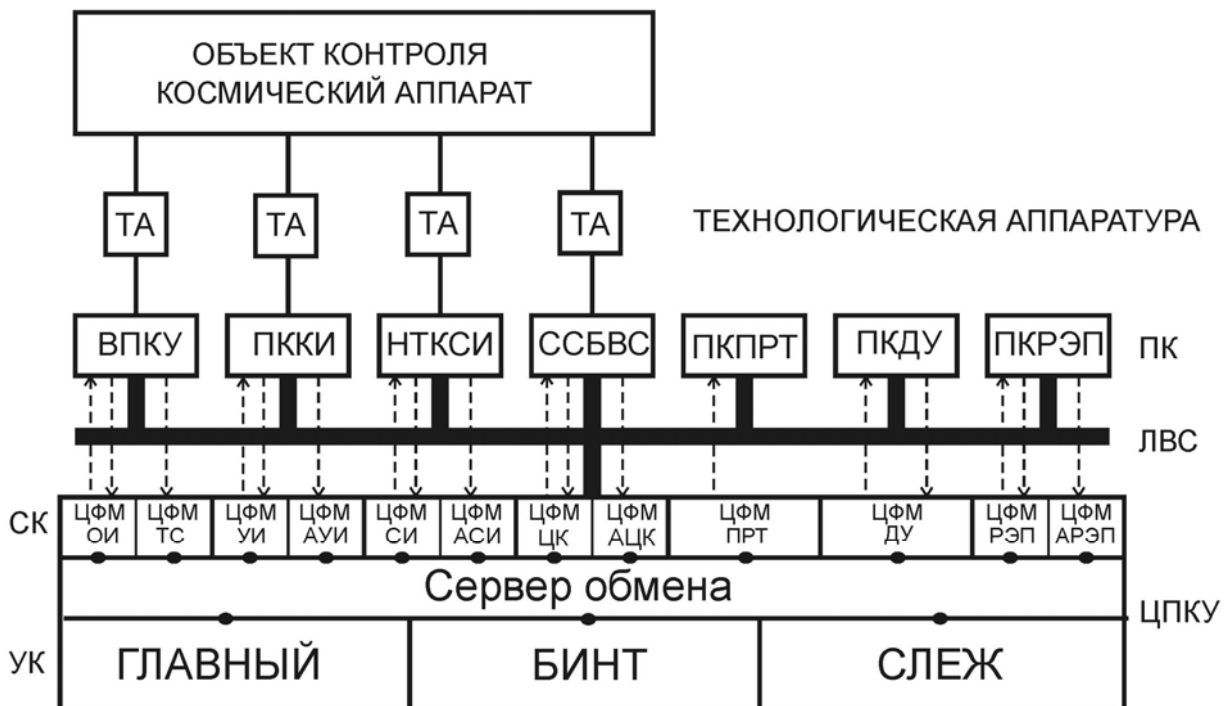 ОБЪЕКТ КОНТРОЛЯ
КОСМИЧЕСКИЙ АППАРАТ
ТА ТА ТА ТА ТЕХНОЛОГИЧЕСКАЯ АППАРАТУРА
ВПКУ ПККИ НТКСИ ССБВС ПКПРТ ПКДУ ПКРЭП ПК
ЛВС
СК
ЦФМ ЦФМ ЦФМ ЦФМ ЦФМ ЦФМ ЦФМ ЦФМ ЦФМ ЦФМ ЦФМ ЦФМ
ОИ ТС УИ АУИ СИ АСИ ЦК АЦК ПРТ ДУ РЭП АРЭП
Сервер обмена
ЦПКУ
УК ГЛАВНЫЙ БИНТ СЛЕЖ